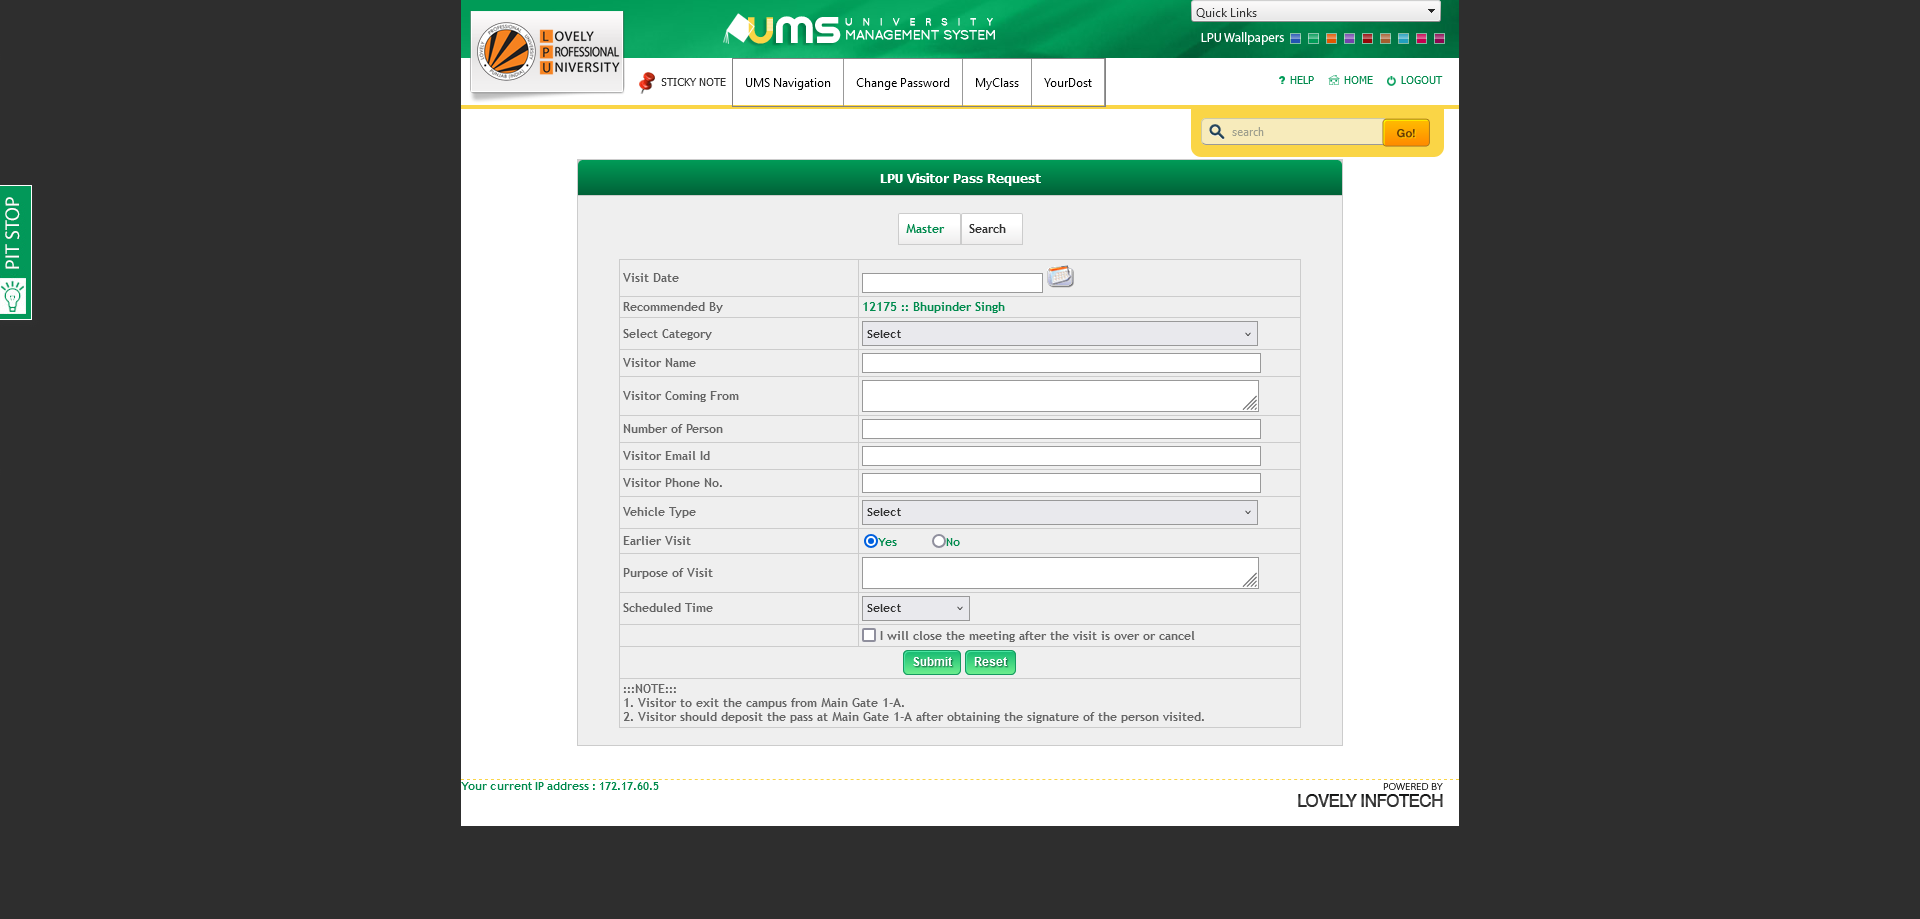 Quick Links
UMS UNIVERSITY
MANAGEMENT SYSTEM
LPU Wallpapers
LOVELY
PROFESSIONAL
UNIVERSITY
STICKY NOTE
UMS Navigation
Change Password
MyClass
YourDost
? HELP
HOME
LOGOUT
search
Go!
PIT STOP
LPU Visitor Pass Request
Master
Search
Visit Date
Recommended By
12175 :: Bhupinder Singh
Select Category
Select
Visitor Name
Visitor Coming From
Number of Person
Visitor Email Id
Visitor Phone No.
Vehicle Type
Select
Earlier Visit
Yes
No
Purpose of Visit
Scheduled Time
Select
I will close the meeting after the visit is over or cancel
Submit
Reset
:::NOTE:::
1. Visitor to exit the campus from Main Gate 1-A.
2. Visitor should deposit the pass at Main Gate 1-A after obtaining the signature of the person visited.
Your current IP address : 172.17.60.5
POWERED BY
LOVELY INFOTECH